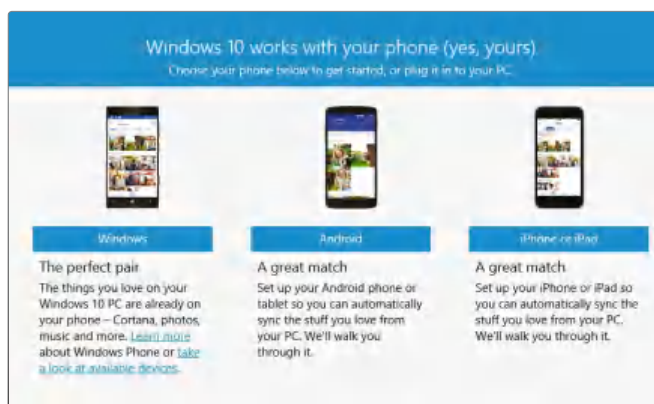 Windows 10 works with your phone (yes, yours)
Choose your phone below to get started, or plug it in to your PC.
Windows
Android
iPhone or iPad
The perfect pair
The things you love on your
Windows 10 PC are already on
your phone – Cortana, photos,
music and more. Learn more
about Windows Phone or take
a look at available devices.
A great match
Set up your Android phone or
tablet so you can automatically
sync the stuff you love from
your PC. We'll walk you
through it.
A great match
Set up your iPhone or iPad so
you can automatically sync the
stuff you love from your PC.
We'll walk you through it.